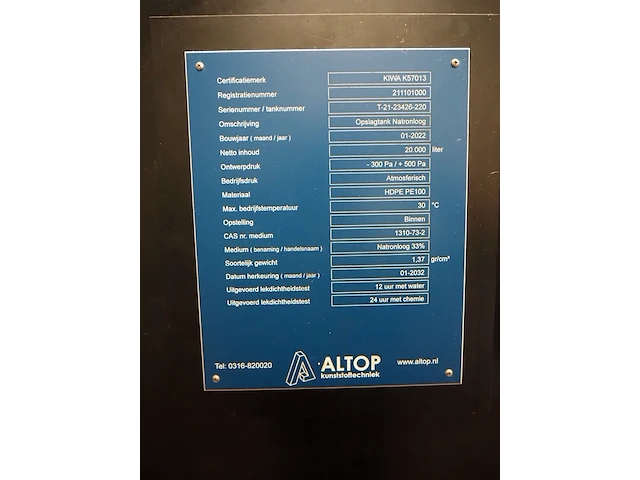 Certificatiemerk KIWA K57013
Registratienummer 211101000
Serienummer / tanknummer T-21-23426-220
Omschrijving Opslagtank Natronloog
Bouwjaar ( maand / jaar ) 01-2022
Netto inhoud 20.000 liter
Ontwerpdruk - 300 Pa / + 500 Pa
Bedrijfsdruk Atmosferisch
Materiaal HDPE PE100
Max. bedrijfstemperatuur 30 °C
Opstelling Binnen
CAS nr. medium 1310-73-2
Medium ( benaming / handelsnaam ) Natronloog 33%
Soortelijk gewicht 1,37 gr/cm³
Datum herkeuring ( maand / jaar ) 01-2032
Uitgevoerd lekdichtheidstest 12 uur met water
Uitgevoerd lekdichtheidstest 24 uur met chemie
Tel: 0316-820020 ALTOP www.altop.nl
kunststoftechniek